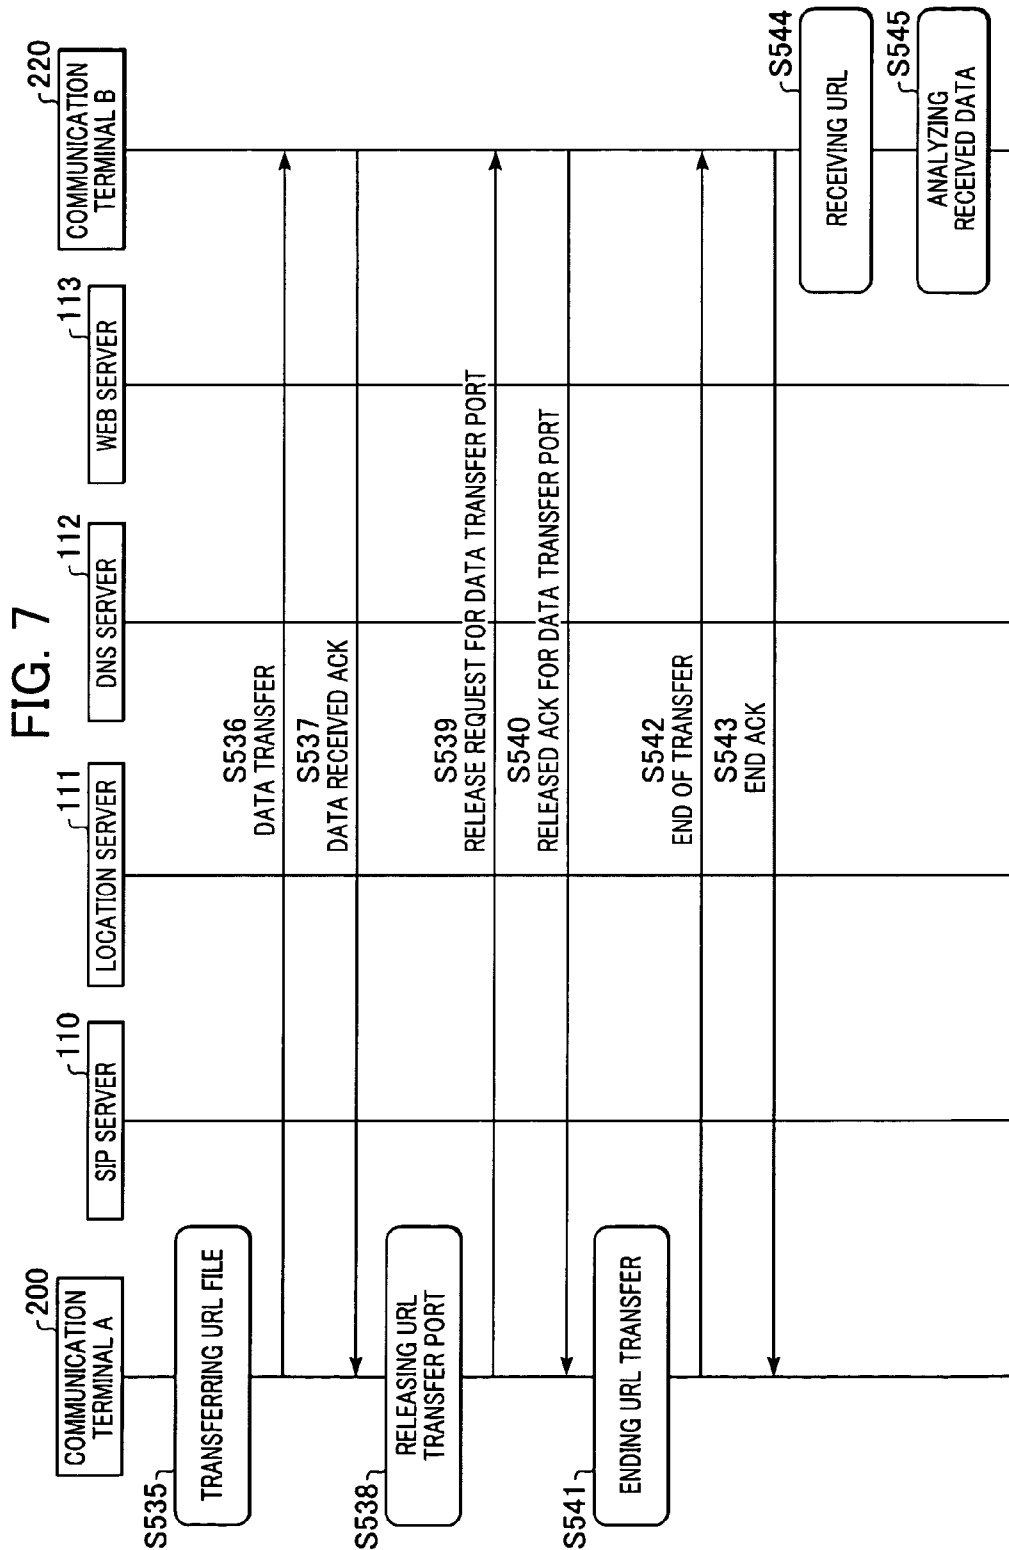 FIG. 7
200
COMMUNICATION
TERMINAL A
110
SIP SERVER
111
LOCATION SERVER
112
DNS SERVER
113
WEB SERVER
220
COMMUNICATION
TERMINAL B
S535
TRANSFERRING URL FILE
S536
DATA TRANSFER
S537
DATA RECEIVED ACK
S538
RELEASING URL
TRANSFER PORT
S539
RELEASE REQUEST FOR DATA TRANSFER PORT
S540
RELEASED ACK FOR DATA TRANSFER PORT
S541
ENDING URL TRANSFER
S542
END OF TRANSFER
S543
END ACK
S544
RECEIVING URL
S545
ANALYZING
RECEIVED DATA